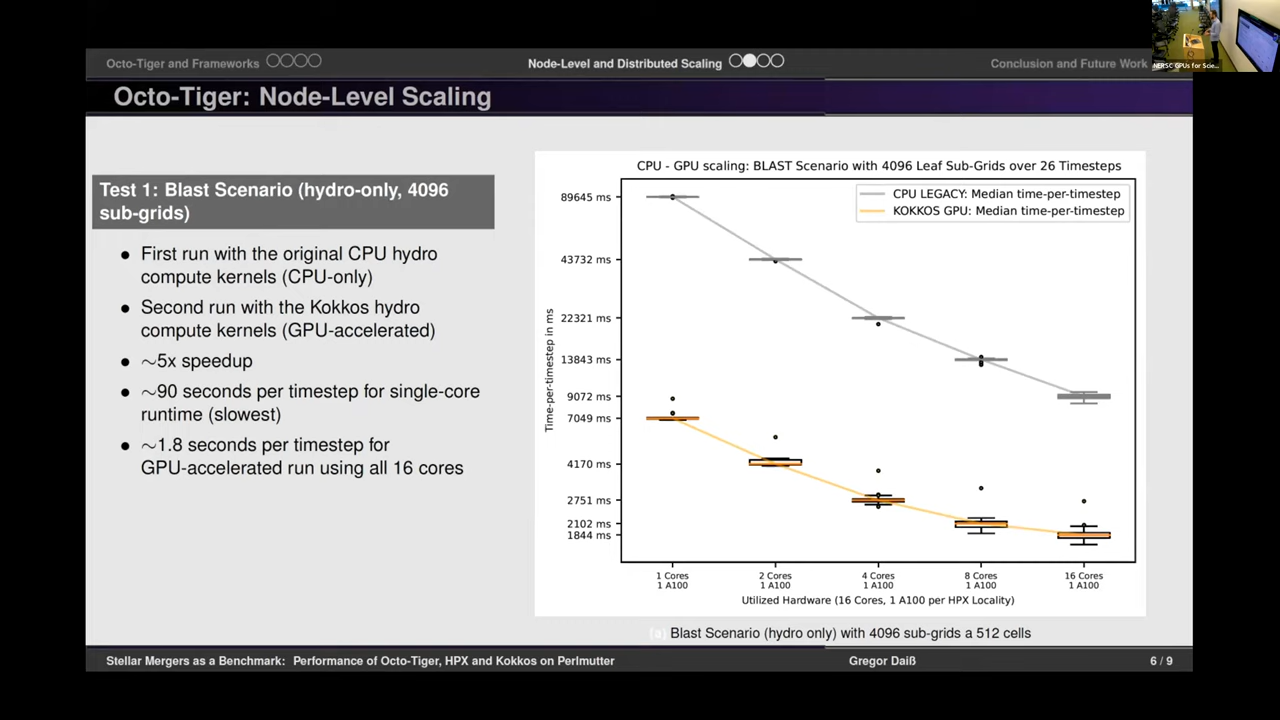 Octo-Tiger and Frameworks
Node-Level and Distributed Scaling
Conclusion and Future Work
NERSC GPUs for Scie...
Octo-Tiger: Node-Level Scaling
Test 1: Blast Scenario (hydro-only, 4096
sub-grids)
• First run with the original CPU hydro
compute kernels (CPU-only)
• Second run with the Kokkos hydro
compute kernels (GPU-accelerated)
• ∼5x speedup
• ∼90 seconds per timestep for single-core
runtime (slowest)
• ∼1.8 seconds per timestep for
GPU-accelerated run using all 16 cores
CPU - GPU scaling: BLAST Scenario with 4096 Leaf Sub-Grids over 26 Timesteps
CPU LEGACY: Median time-per-timestep
KOKKOS GPU: Median time-per-timestep
Time-per-timestep in ms
89645 ms
43732 ms
22321 ms
13843 ms
9072 ms
7049 ms
4170 ms
2751 ms
2102 ms
1844 ms
1 Cores
1 A100
2 Cores
1 A100
4 Cores
1 A100
8 Cores
1 A100
16 Cores
1 A100
Utilized Hardware (16 Cores, 1 A100 per HPX Locality)
(a) Blast Scenario (hydro only) with 4096 sub-grids a 512 cells
Stellar Mergers as a Benchmark: Performance of Octo-Tiger, HPX and Kokkos on Perlmutter
Gregor Daiß
6 / 9